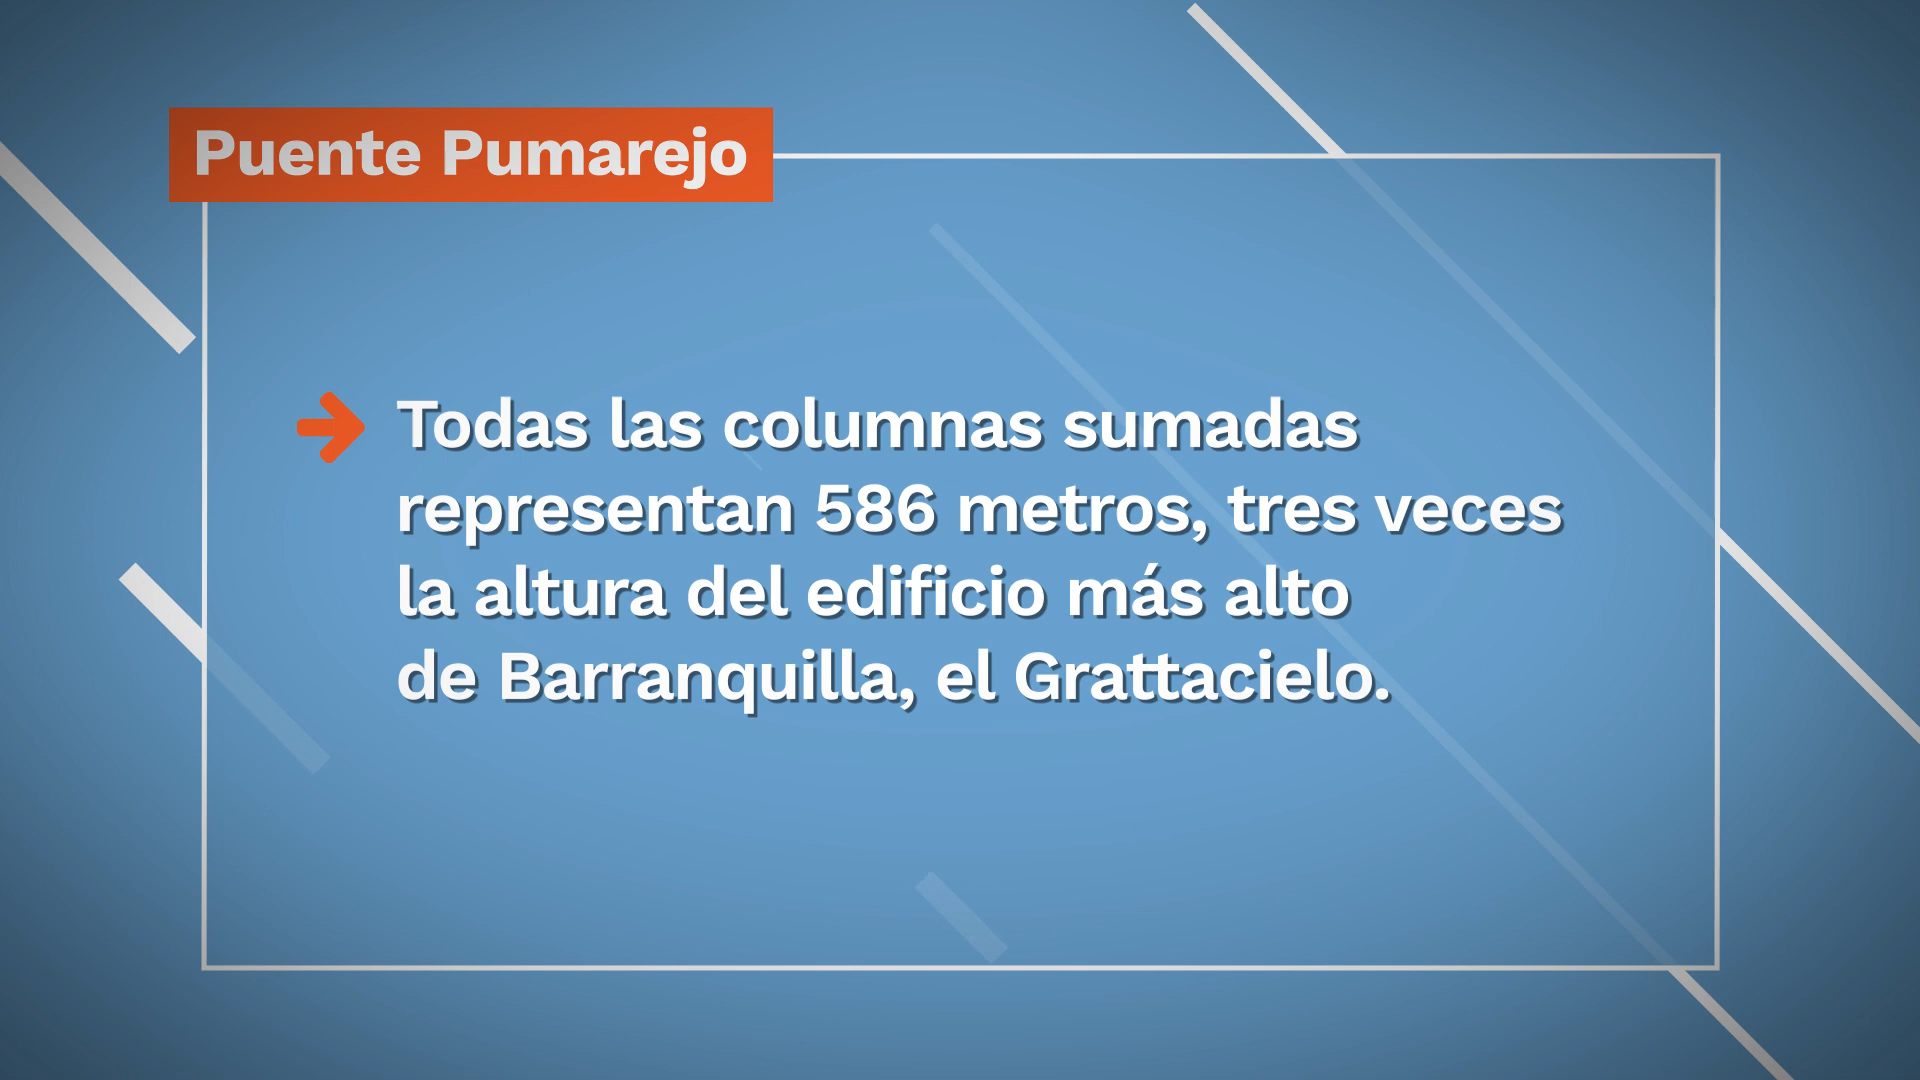 Puente Pumarejo
Todas las columnas sumadas
representan 586 metros, tres veces
la altura del edificio más alto
de Barranquilla, el Grattacielo.